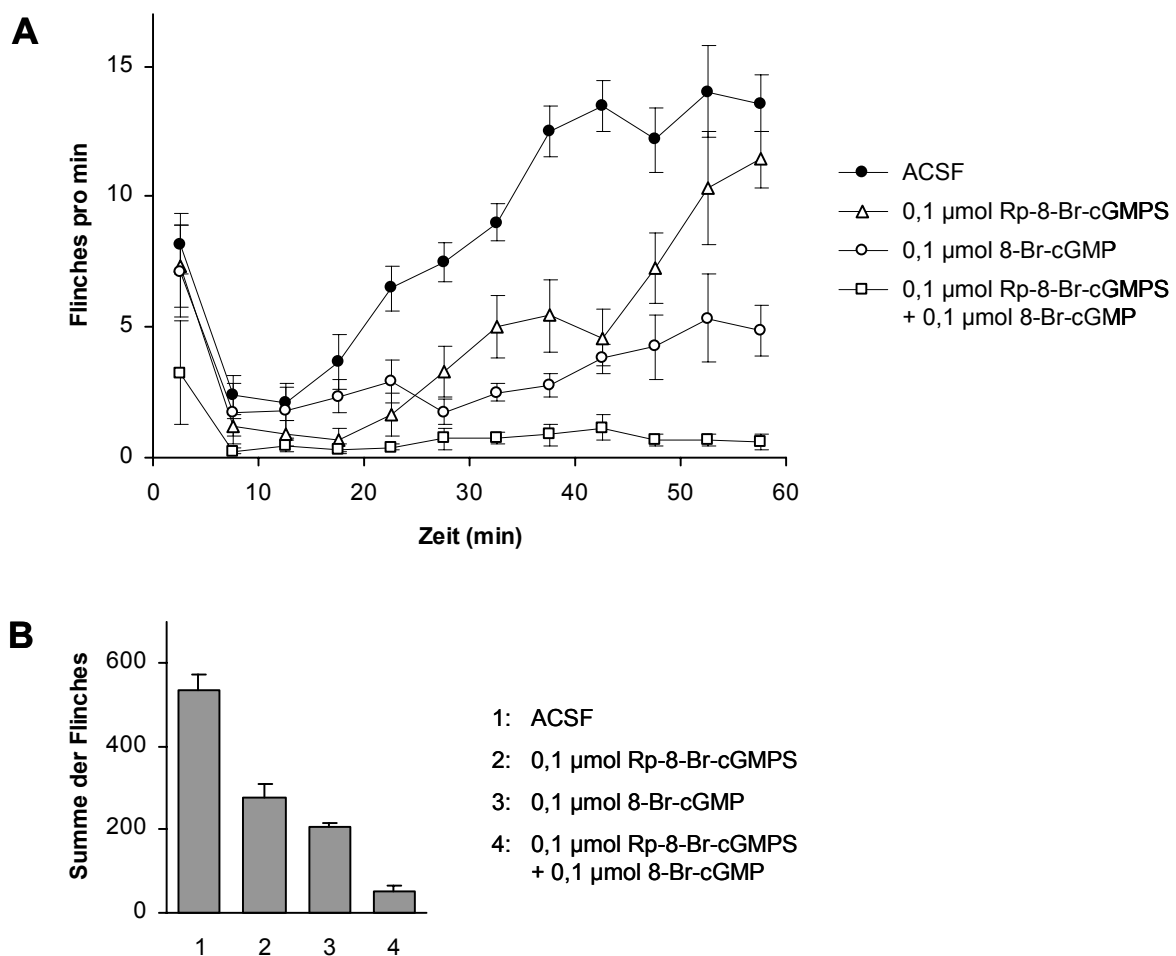 A
15
10
5
0
Flinches pro min
0 10 20 30 40 50 60
Zeit (min)
ACSF
0,1 µmol Rp-8-Br-cGMPS
0,1 µmol 8-Br-cGMP
0,1 µmol Rp-8-Br-cGMPS
+ 0,1 µmol 8-Br-cGMP
B
600
400
200
0
Summe der Flinches
1 2 3 4
1: ACSF
2: 0,1 µmol Rp-8-Br-cGMPS
3: 0,1 µmol 8-Br-cGMP
4: 0,1 µmol Rp-8-Br-cGMPS
+ 0,1 µmol 8-Br-cGMP